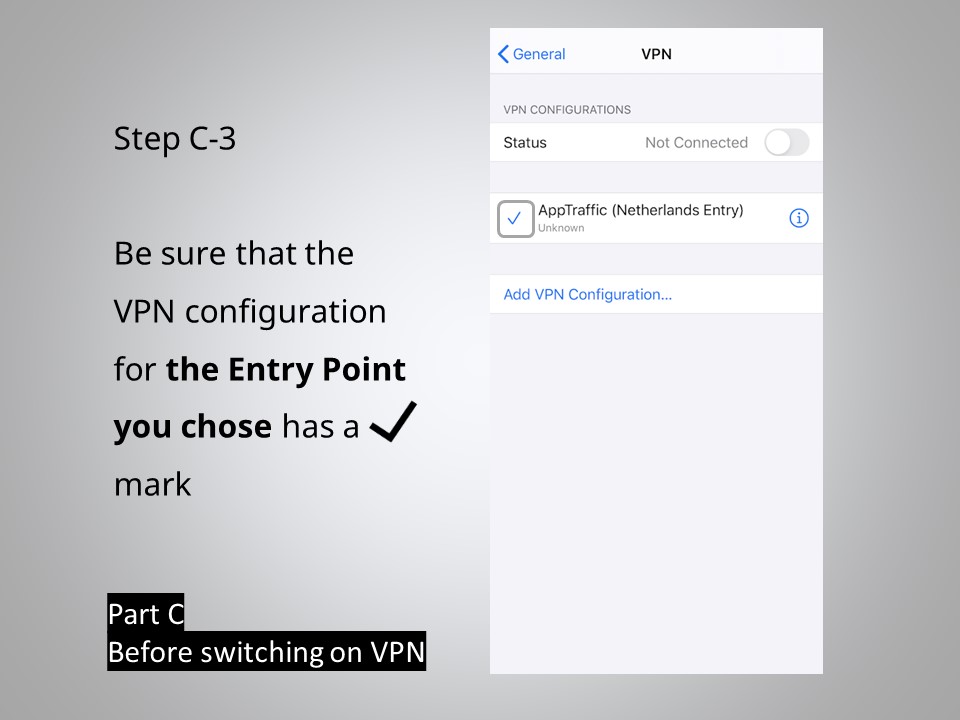 Step C-3
Be sure that the
VPN configuration
for the Entry Point
you chose has a ✓
mark
Part C
Before switching on VPN
General
VPN
VPN CONFIGURATIONS
Status
Not Connected
AppTraffic (Netherlands Entry)
Unknown
Add VPN Configuration...